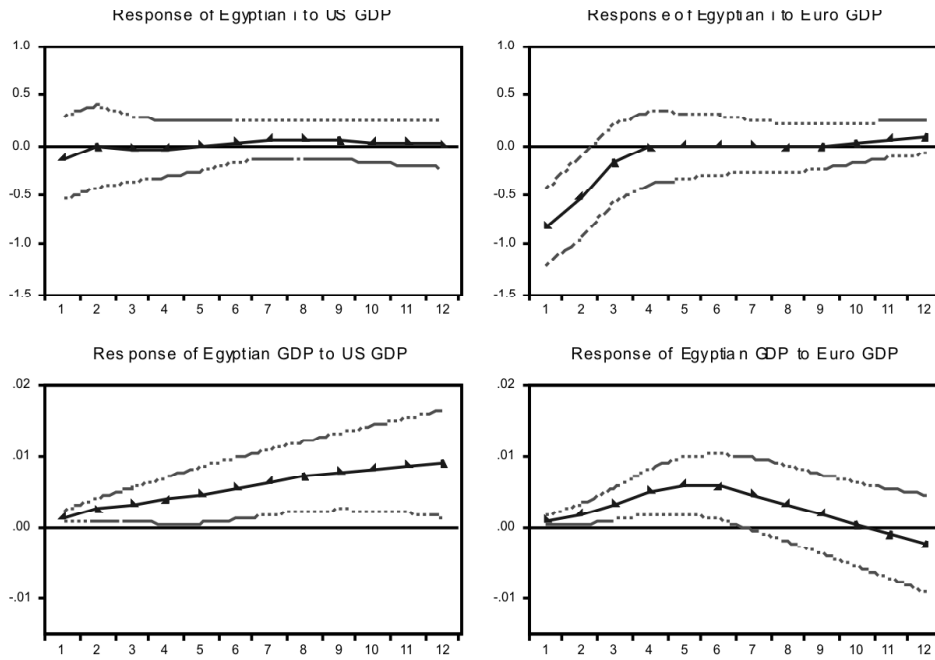 Response of Egyptian i to US GDP
Response of Egyptian i to Euro GDP
1.0
0.5
0.0
-0.5
-1.0
-1.5
1 2 3 4 5 6 7 8 9 10 11 12
1.0
0.5
0.0
-0.5
-1.0
-1.5
1 2 3 4 5 6 7 8 9 10 11 12
Response of Egyptian GDP to US GDP
Response of Egyptian GDP to Euro GDP
.02
.01
.00
-.01
1 2 3 4 5 6 7 8 9 10 11 12
.02
.01
.00
-.01
1 2 3 4 5 6 7 8 9 10 11 12